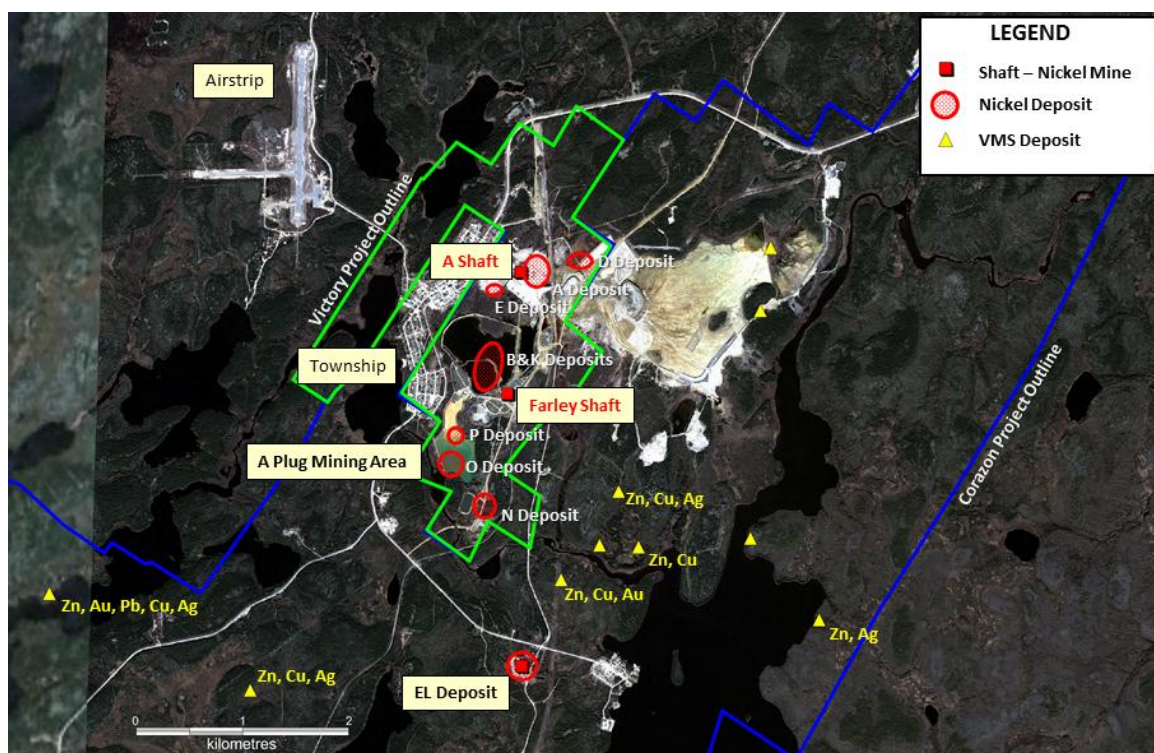 LEGEND
Shaft – Nickel Mine
Nickel Deposit
VMS Deposit
Airstrip
Victory Project Outline
A Shaft
D Deposit
A Deposit
E Deposit
B&K Deposits
Township
Farley Shaft
P Deposit
A Plug Mining Area
O Deposit
N Deposit
Corazon Project Outline
Zn, Cu, Ag
Zn, Cu
Zn, Cu, Au
Zn, Au, Pb, Cu, Ag
Zn, Ag
Zn, Cu, Ag
EL Deposit
0 1 2
kilometres